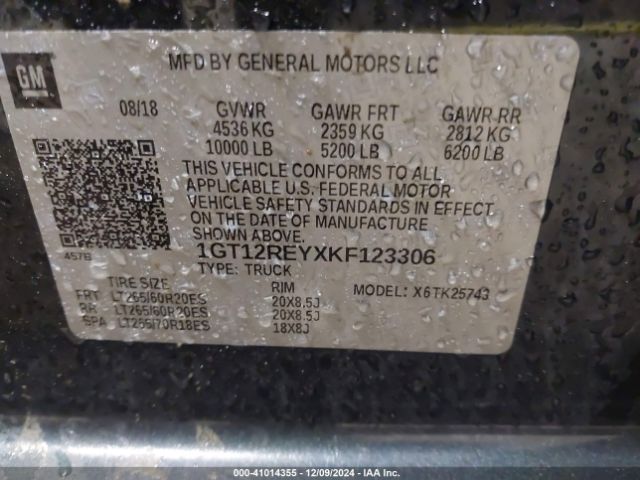 GM
MFD BY GENERAL MOTORS LLC
08/18 GVWR GAWR FRT GAWR RR
4536 KG 2359 KG 2812 KG
10000 LB 5200 LB 6200 LB
THIS VEHICLE CONFORMS TO ALL
APPLICABLE U.S. FEDERAL MOTOR
VEHICLE SAFETY STANDARDS IN EFFECT
ON THE DATE OF MANUFACTURE
SHOWN ABOVE.
457B 1GT12REYXKF123306
TYPE: TRUCK
TIRE SIZE RIM MODEL: X6TK25743
FRT LT265/60R20ES 20X8.5J
RR LT265/60R20ES 20X8.5J
SPA LT255/70R18ES 18X8J
000-41014355 - 12/09/2024 - IAA Inc.